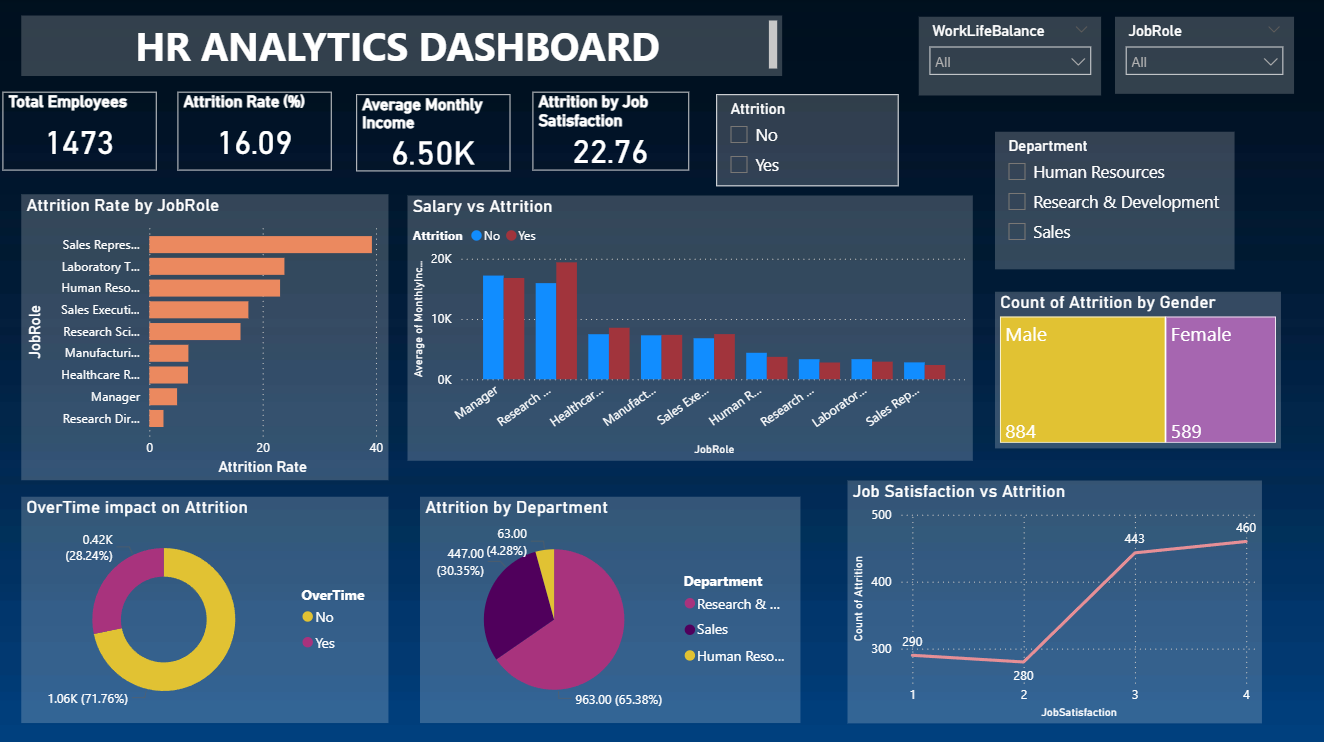 HR ANALYTICS DASHBOARD
WorkLifeBalance
All
JobRole
All
Total Employees
1473
Attrition Rate (%)
16.09
Average Monthly
Income
6.50K
Attrition by Job
Satisfaction
22.76
Attrition
No
Yes
Department
Human Resources
Research & Development
Sales
Attrition Rate by JobRole
JobRole
Sales Repres...
Laboratory T...
Human Reso...
Sales Executi...
Research Sci...
Manufacturi...
Healthcare R...
Manager
Research Dir...
0 20 40
Attrition Rate
Salary vs Attrition
Attrition No Yes
Average of MonthlyInc...
20K
10K
0K
Manager
Research ...
Healthcar...
Manufact...
Sales Exe...
Human R...
Research ...
Laborator...
Sales Rep...
JobRole
Count of Attrition by Gender
Male
884
Female
589
OverTime impact on Attrition
0.42K
(28.24%)
1.06K (71.76%)
OverTime
No
Yes
Attrition by Department
63.00
(4.28%)
447.00
(30.35%)
963.00 (65.38%)
Department
Research & ...
Sales
Human Reso...
Job Satisfaction vs Attrition
Count of Attrition
500
400
300
290
280
443
460
1 2 3 4
JobSatisfaction